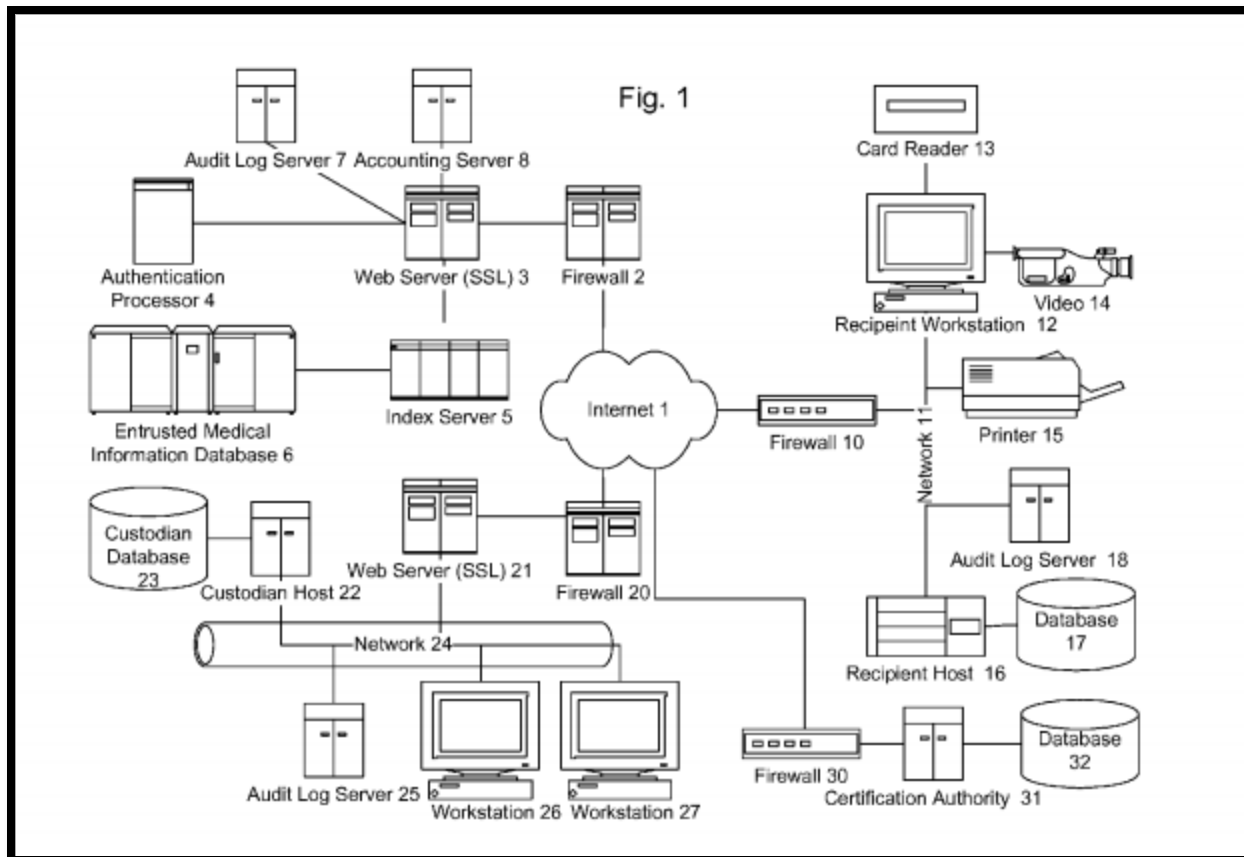 Fig. 1
Audit Log Server 7
Accounting Server 8
Card Reader 13
Authentication
Processor 4
Web Server (SSL) 3
Firewall 2
Video 14
Recipeint Workstation 12
Entrusted Medical
Information Database 6
Index Server 5
Internet 1
Firewall 10
Network 11
Printer 15
Custodian
Database
23
Custodian Host 22
Web Server (SSL) 21
Firewall 20
Audit Log Server 18
Network 24
Recipient Host 16
Database
17
Audit Log Server 25
Workstation 26
Workstation 27
Firewall 30
Certification Authority 31
Database
32